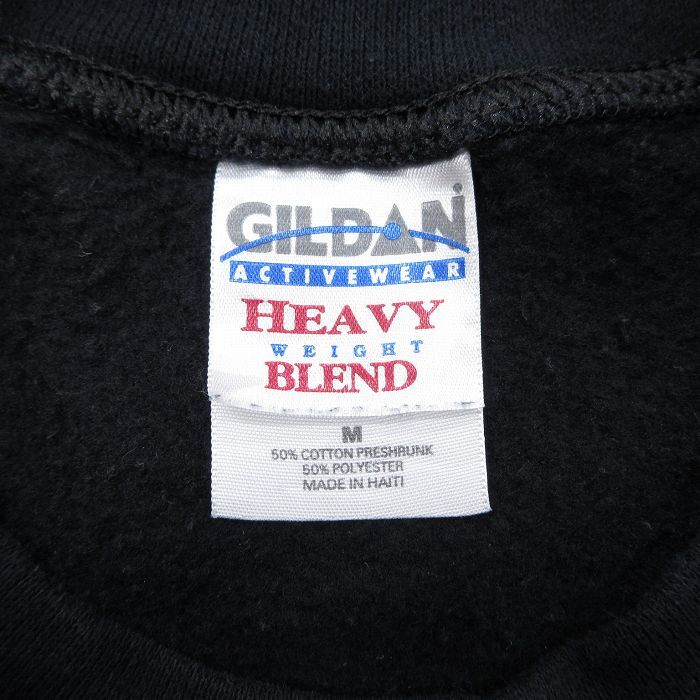 GILDAN
ACTIVEWEAR
HEAVY
WEIGHT
BLEND
M
50% COTTON PRESHRUNK
50% POLYESTER
MADE IN HAITI